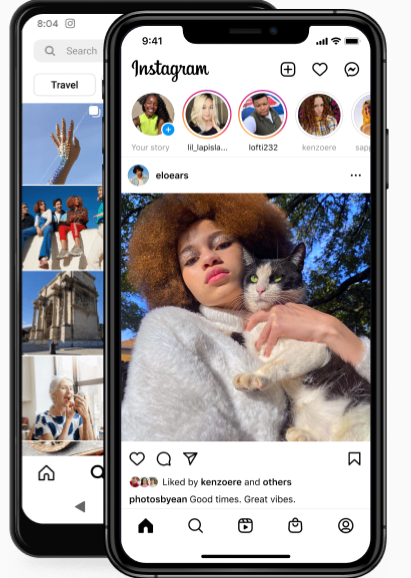 8:04
Search
Travel
9:41
Instagram
Your story
lil_lapisla...
lofti232
kenzoere
eloears
Liked by kenzoere and others
photosbyean Good times. Great vibes.